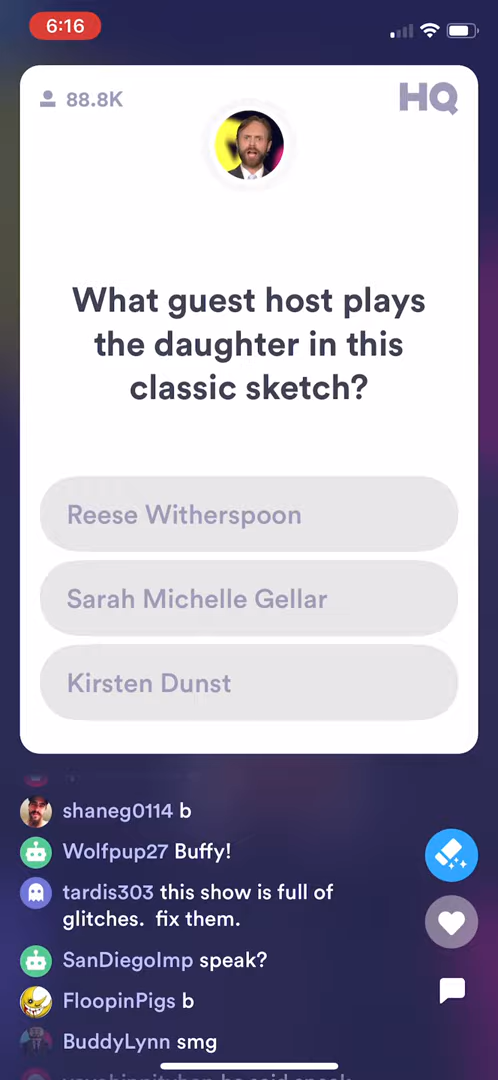 6:16
88.8K
HQ
What guest host plays
the daughter in this
classic sketch?
Reese Witherspoon
Sarah Michelle Gellar
Kirsten Dunst
shaneg0114 b
Wolfpup27 Buffy!
tardis303 this show is full of
glitches. fix them.
SanDiegoImp speak?
FloopinPigs b
BuddyLynn smg